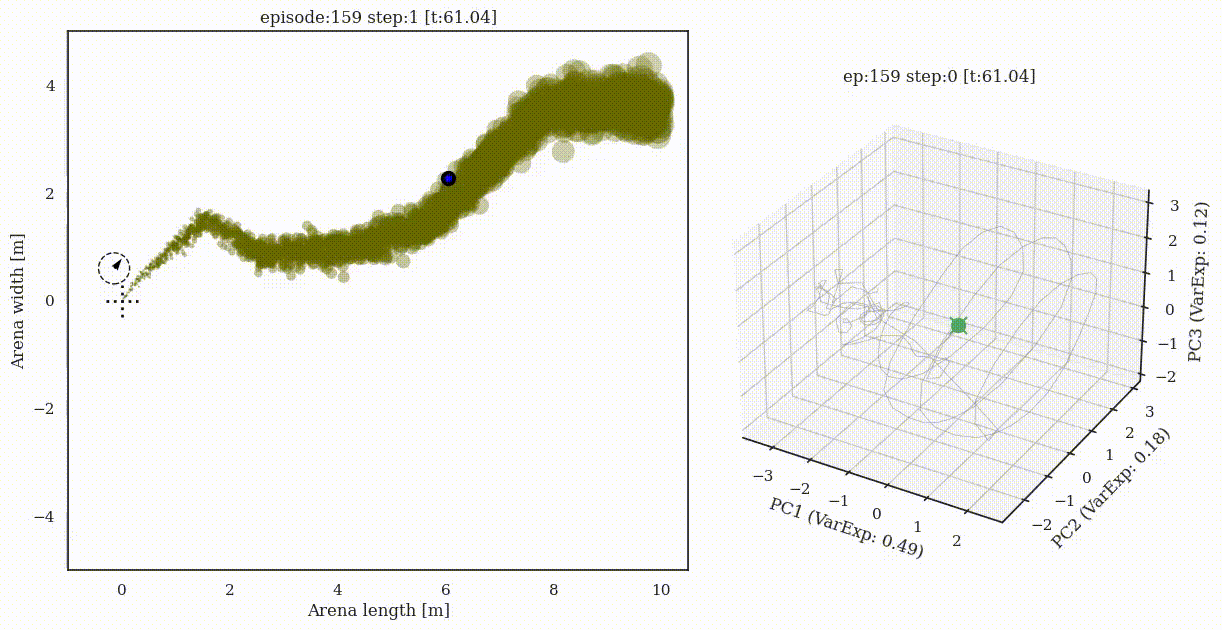 episode:159 step:1 [t:61.04]
4
2
0
−2
−4
Arena width [m]
0 2 4 6 8 10
Arena length [m]
ep:159 step:0 [t:61.04]
3
2
1
0
−1
−2
PC3 (VarExp: 0.12)
3
2
1
0
−1
−2
PC2 (VarExp: 0.18)
−3 −2 −1 0 1 2
PC1 (VarExp: 0.49)